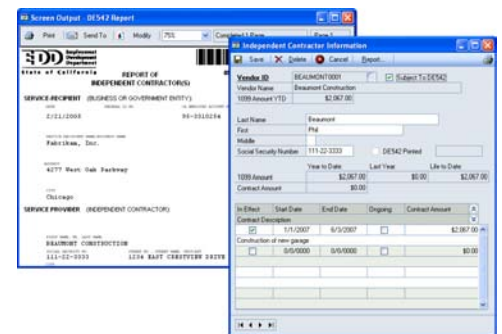 Screen Output - DE542 Report
Print Send To Modify 75% Completed 1 Page Page 1
EDD Employment Development Department
State of California
REPORT OF
INDEPENDENT CONTRACTOR(S)
SERVICE-RECIPIENT (BUSINESS OR GOVERNMENT ENTITY):
2/21/2008
Fabrikam, Inc.
4277 West Oak Parkway
Chicago
SERVICE PROVIDER (INDEPENDENT CONTRACTOR):
BEAUMONT CONSTRUCTION
111-22-3333 1234 EAST CRESTVIEW DRIVE
Independent Contractor Information
Save Delete Cancel Report...
Vendor ID BEAUMONT0001 Subject To DE542
Vendor Name Beaumont Construction
1099 Amount YTD $2,067.00
Last Name Beaumont
First Phil
Middle
Social Security Number 111-22-3333 DE542 Printed
Year to Date Last Year Life to Date
1099 Amount $2,067.00 $0.00 $2,067.00
Contract Amount $0.00
In Effect Start Date End Date Ongoing Contract Amount
Contract Description
1/1/2007 6/3/2007 $2,067.00
Construction of new garage
0/0/0000 0/0/0000 $0.00